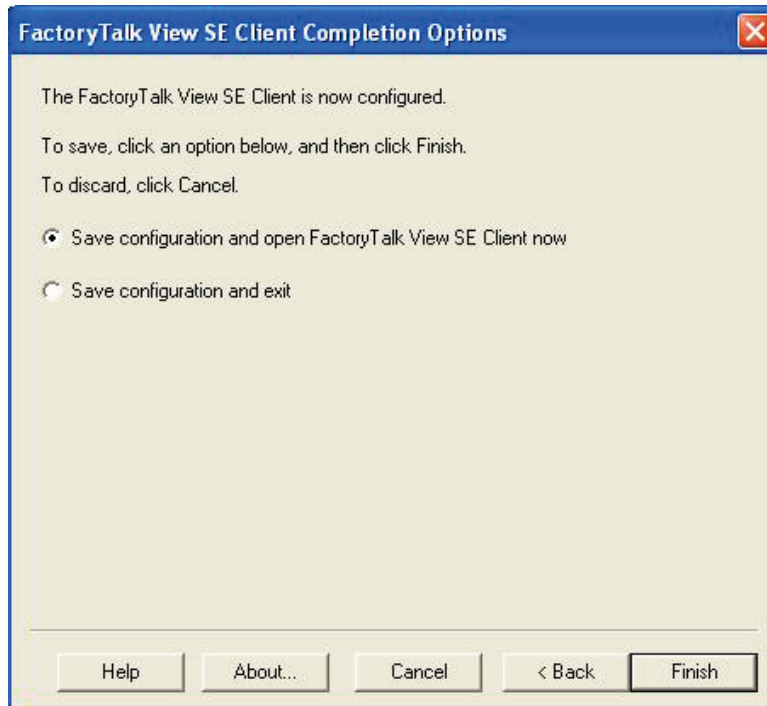 FactoryTalk View SE Client Completion Options
The FactoryTalk View SE Client is now configured.
To save, click an option below, and then click Finish.
To discard, click Cancel.
Save configuration and open FactoryTalk View SE Client now
Save configuration and exit
Help About... Cancel < Back Finish